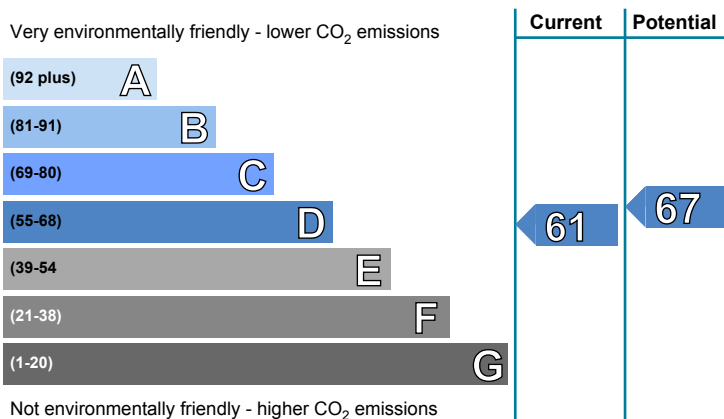 Very environmentally friendly - lower CO₂ emissions
Current
Potential
(92 plus) A
(81-91) B
(69-80) C
(55-68) D
61
67
(39-54 E
(21-38) F
(1-20) G
Not environmentally friendly - higher CO₂ emissions